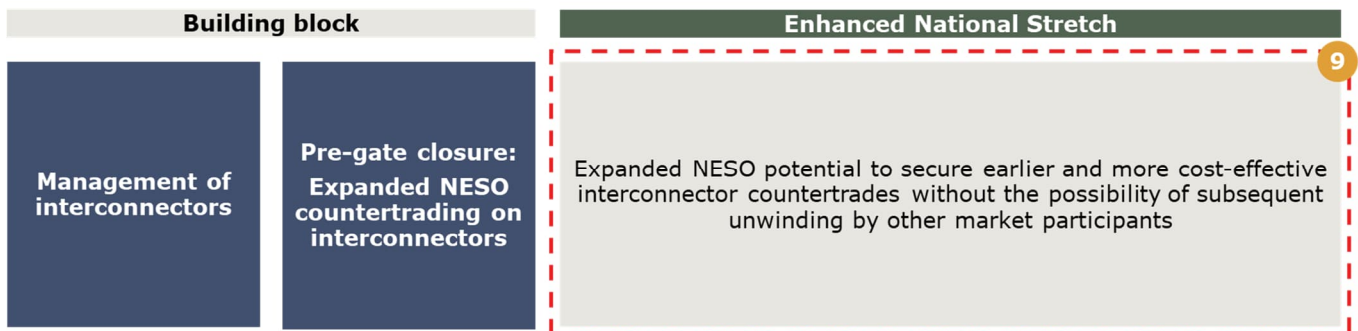 Building block
Enhanced National Stretch
9
Management of
interconnectors
Pre-gate closure:
Expanded NESO
countertrading on
interconnectors
Expanded NESO potential to secure earlier and more cost-effective
interconnector countertrades without the possibility of subsequent
unwinding by other market participants